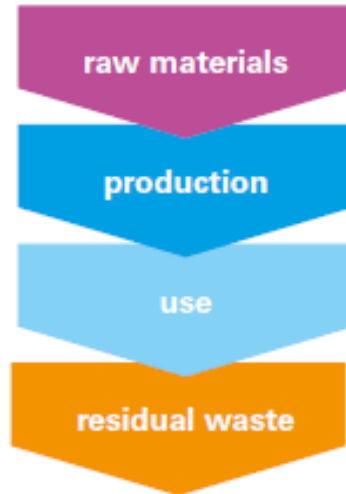 raw materials
production
use
residual waste